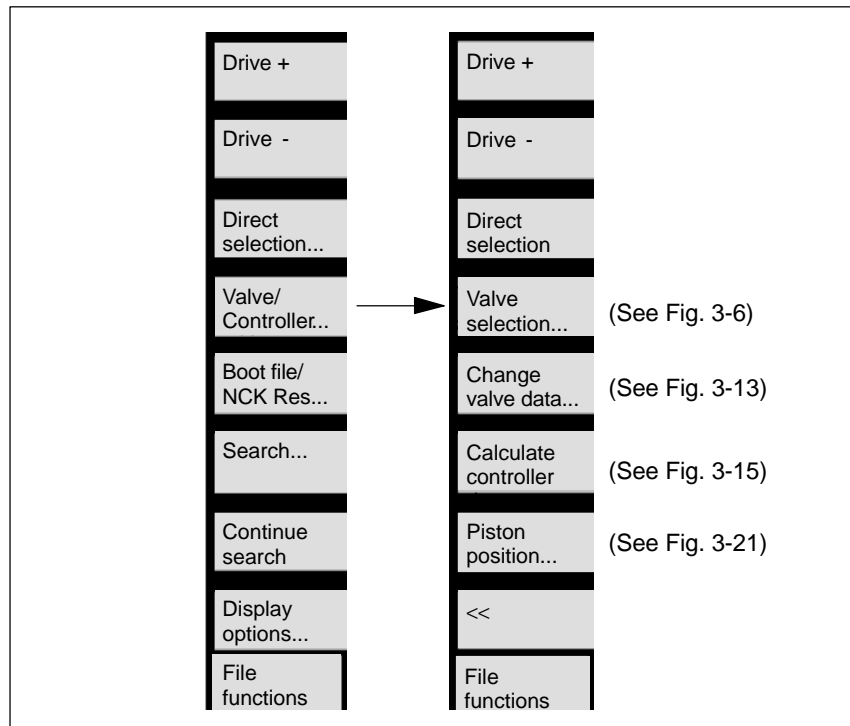 Drive +
Drive -
Direct
selection...
Valve/
Controller...
Boot file/
NCK Res...
Search...
Continue
search
Display
options...
File
functions
Drive +
Drive -
Direct
selection
Valve
selection...
(See Fig. 3-6)
Change
valve data...
(See Fig. 3-13)
Calculate
controller
(See Fig. 3-15)
Piston
position...
(See Fig. 3-21)
<<
File
functions